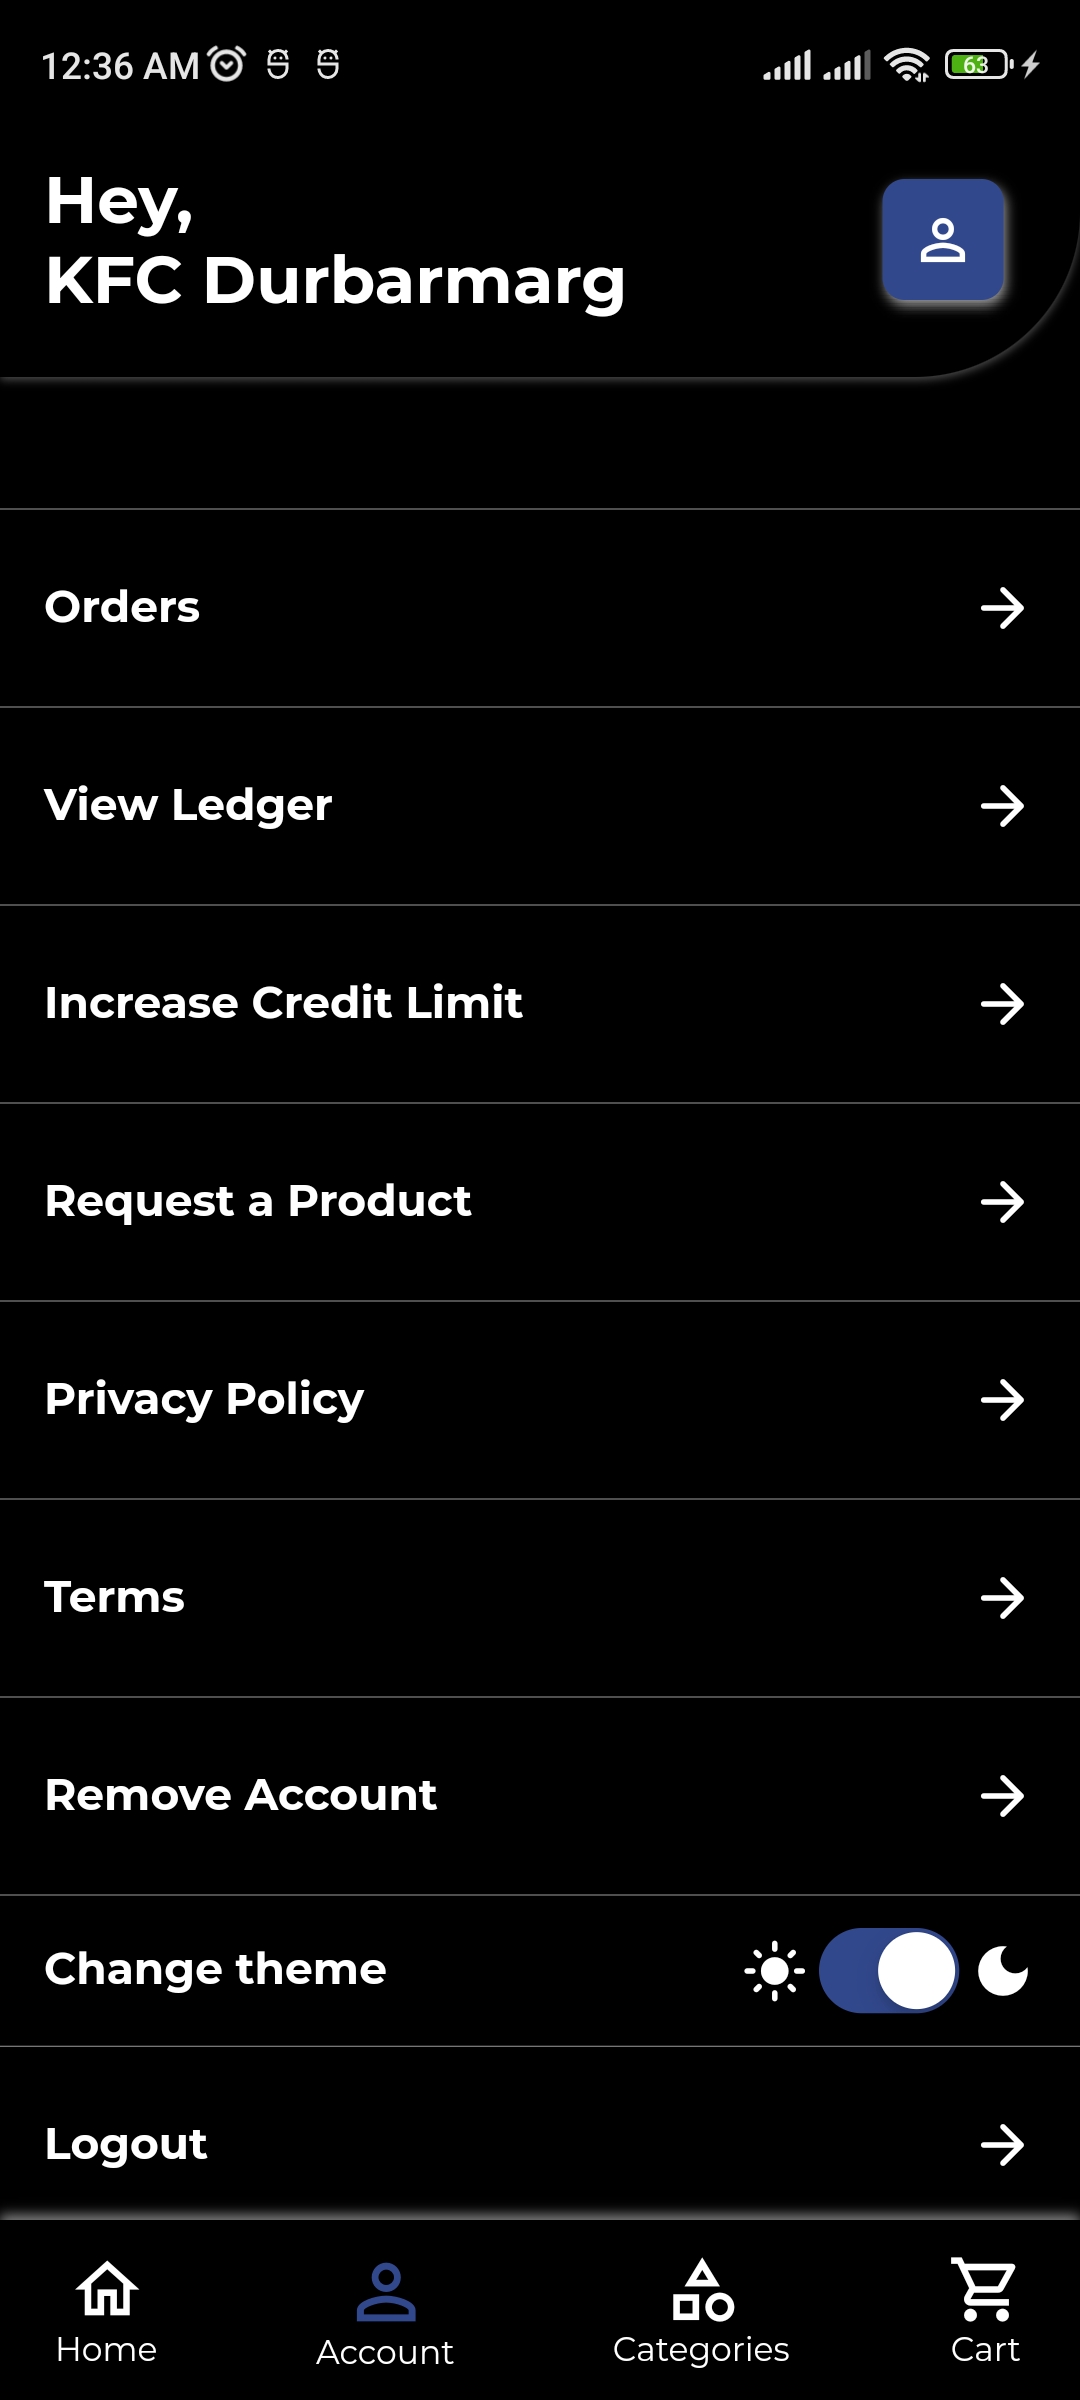 12:36 AM
63
Hey,
KFC Durbarmarg
Orders
View Ledger
Increase Credit Limit
Request a Product
Privacy Policy
Terms
Remove Account
Change theme
Logout
Home
Account
Categories
Cart